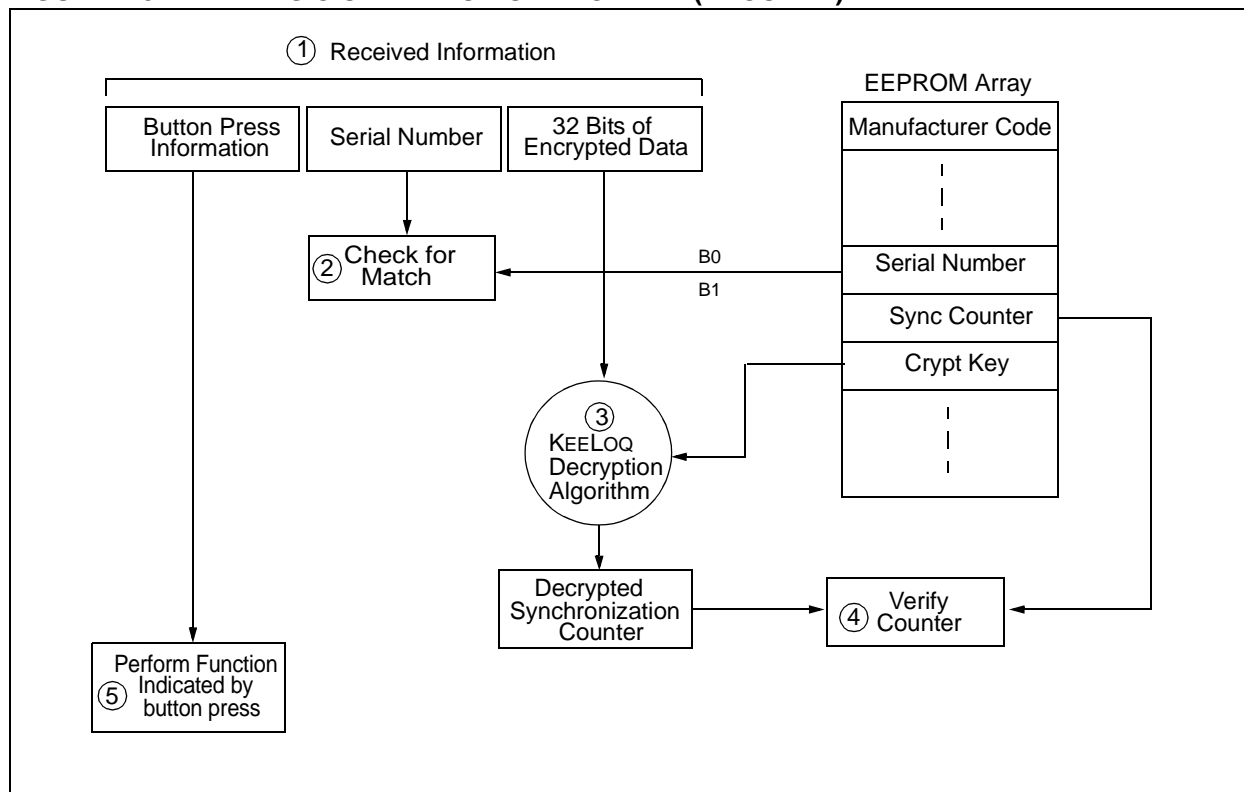 1 Received Information
EEPROM Array
Button Press
Information
Serial Number
32 Bits of
Encrypted Data
Manufacturer Code
2 Check for
Match
B0
B1
Serial Number
Sync Counter
Crypt Key
3
KEELOQ
Decryption
Algorithm
Decrypted
Synchronization
Counter
4 Verify
Counter
Perform Function
5 Indicated by
button press